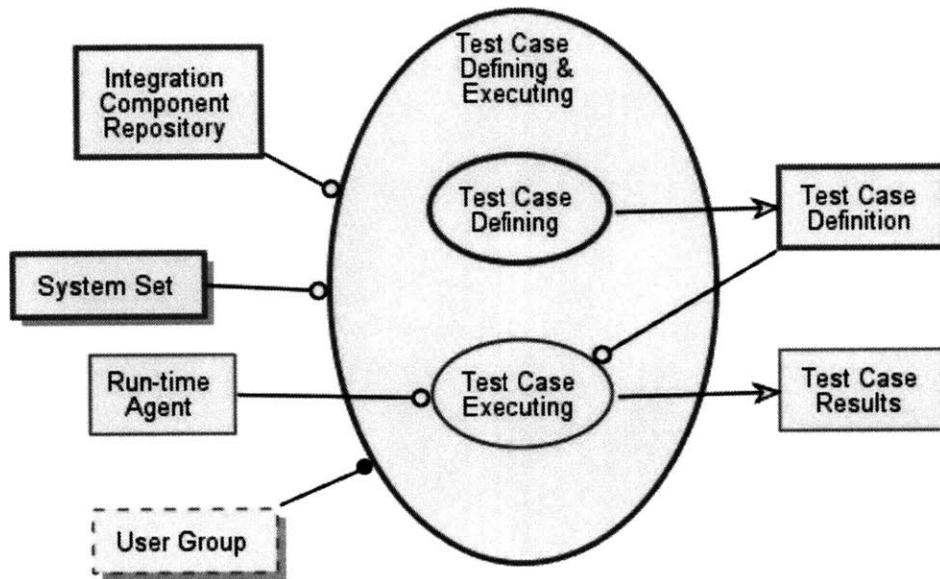 Test Case
Defining &
Executing
Integration
Component
Repository
Test Case
Defining
Test Case
Definition
System Set
Run-time
Agent
Test Case
Executing
Test Case
Results
User Group